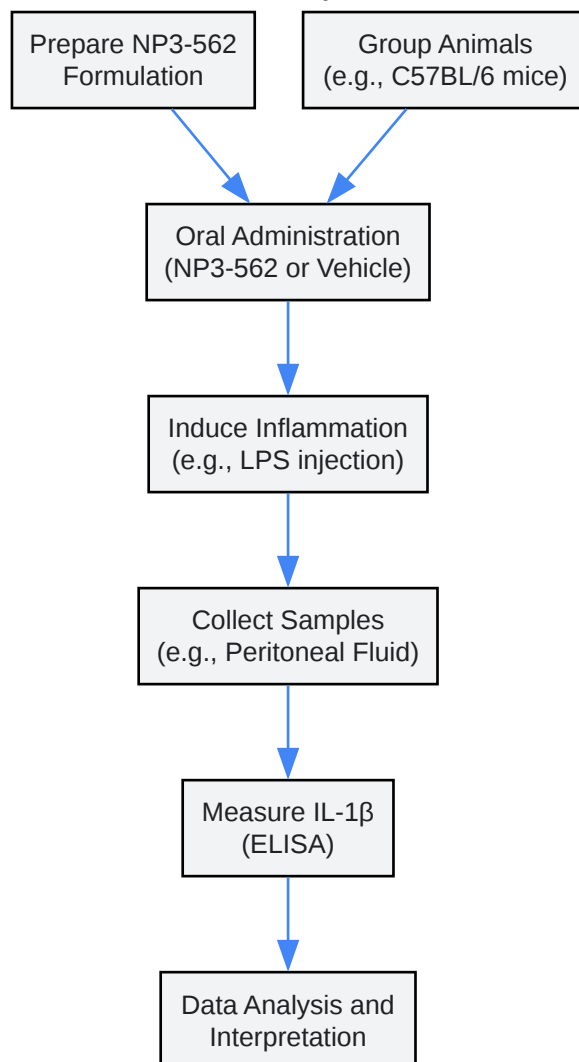 Prepare NP3-562
Formulation
Group Animals
(e.g., C57BL/6 mice)
Oral Administration
(NP3-562 or Vehicle)
Induce Inflammation
(e.g., LPS injection)
Collect Samples
(e.g., Peritoneal Fluid)
Measure IL-1β
(ELISA)
Data Analysis and
Interpretation